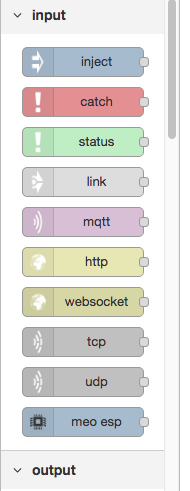 input
inject
catch
status
link
mqtt
http
websocket
tcp
udp
meo esp
output